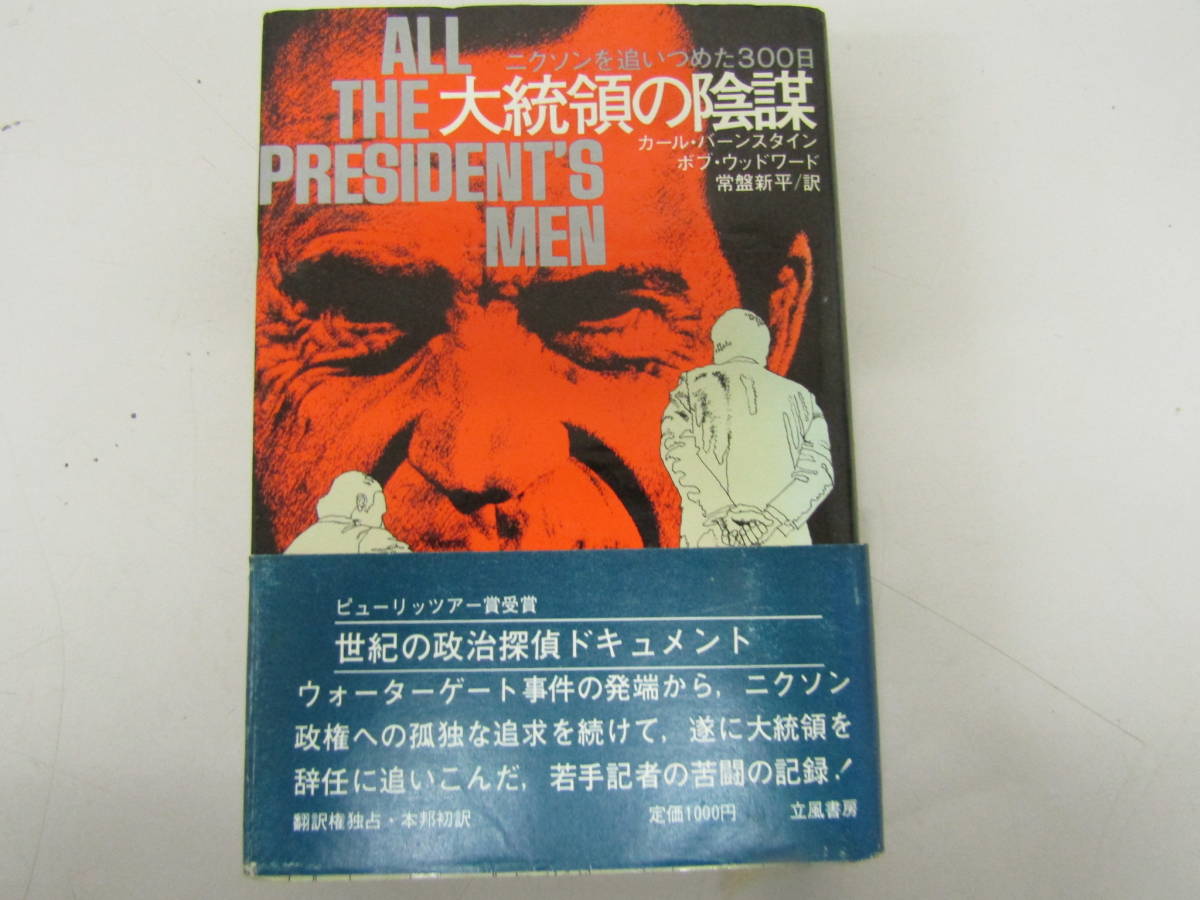 ALL
THE
PRESIDENT'S
MEN
ニクソンを追いつめた300日
大統領の陰謀
カール・バーンスタイン
ボブ・ウッドワード
常盤新平/訳
ピューリッツアー賞受賞
世紀の政治探偵ドキュメント
ウォーターゲート事件の発端から，ニクソン
政権への孤独な追求を続けて，遂に大統領を
辞任に追いこんだ，若手記者の苦闘の記録！
翻訳権独占・本邦初訳
定価1000円
立風書房